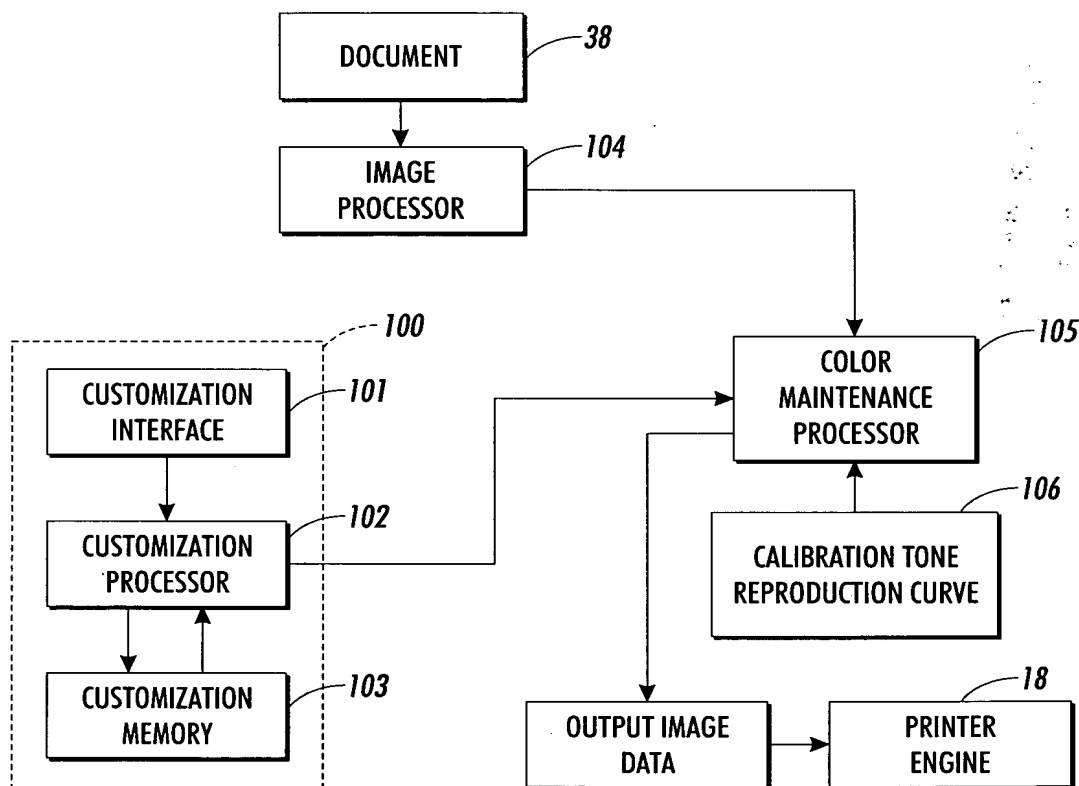 DOCUMENT
38
IMAGE
PROCESSOR
104
100
CUSTOMIZATION
INTERFACE
101
CUSTOMIZATION
PROCESSOR
102
CUSTOMIZATION
MEMORY
103
COLOR
MAINTENANCE
PROCESSOR
105
CALIBRATION TONE
REPRODUCTION CURVE
106
OUTPUT IMAGE
DATA
PRINTER
ENGINE
18